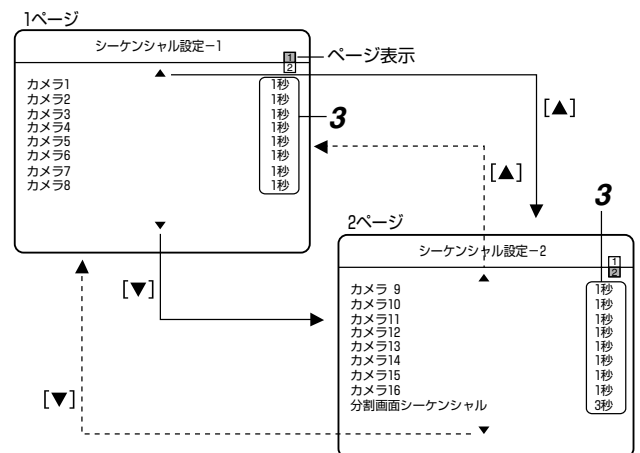 1ページ
シーケンシャル設定−1
1
2
ページ表示
▲
カメラ1 1秒
カメラ2 1秒
カメラ3 1秒
カメラ4 1秒
カメラ5 1秒
カメラ6 1秒
カメラ7 1秒
カメラ8 1秒
3
▼
[▲]
[▲]
[▼]
[▼]
2ページ
3
シーケンシャル設定−2
1
2
▲
カメラ 9 1秒
カメラ10 1秒
カメラ11 1秒
カメラ12 1秒
カメラ13 1秒
カメラ14 1秒
カメラ15 1秒
カメラ16 1秒
分割画面シーケンシャル 3秒
▼